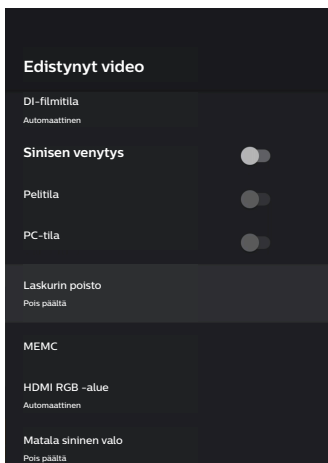 Edistynyt video
DI-filmitila
Automaattinen
Sinisen venytys
Pelitila
PC-tila
Laskurin poisto
Pois päältä
MEMC
HDMI RGB -alue
Automaattinen
Matala sininen valo
Pois päältä